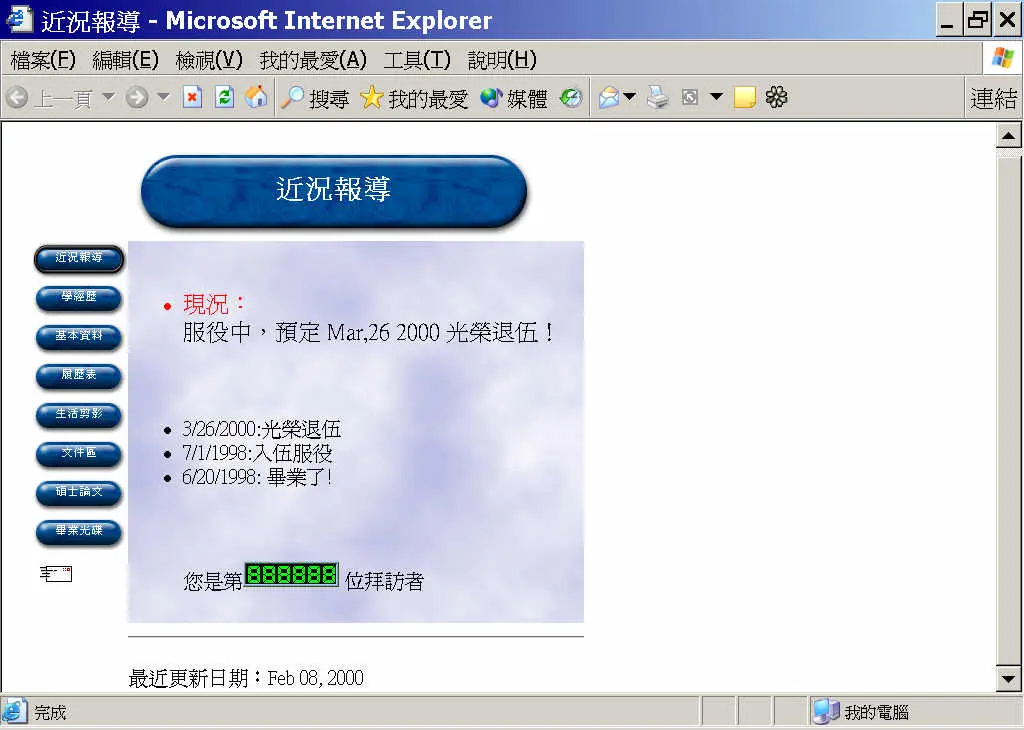 近況報導 - Microsoft Internet Explorer
檔案(F) 編輯(E) 檢視(V) 我的最愛(A) 工具(T) 說明(H)
上一頁 搜尋 我的最愛 媒體 連結
近況報導
近況報導
學經歷
基本資料
履歷表
生活剪影
文件區
碩士論文
畢業光碟
現況：
服役中，預定 Mar,26 2000 光榮退伍！
3/26/2000:光榮退伍
7/1/1998:入伍服役
6/20/1998: 畢業了!
您是第888888 位拜訪者
最近更新日期：Feb 08, 2000
完成 我的電腦